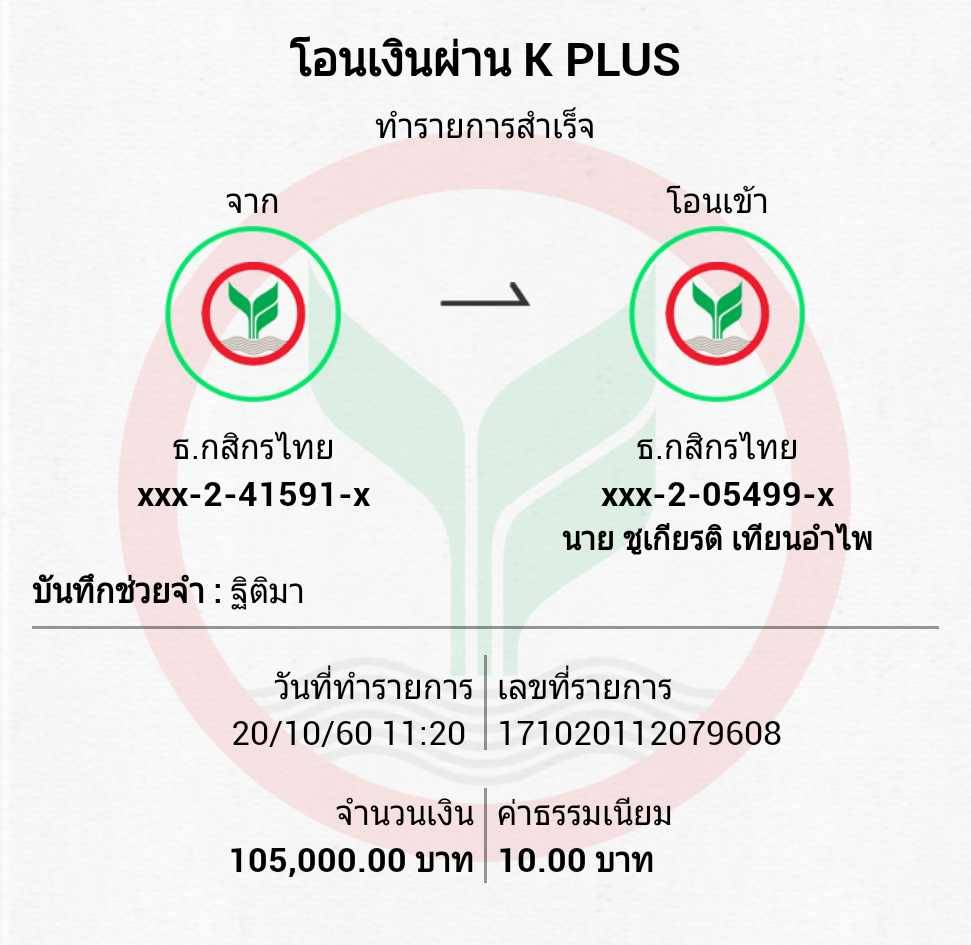 โอนเงินผ่าน K PLUS
ทำรายการสำเร็จ
จาก
โอนเข้า
ธ.กสิกรไทย
xxx-2-41591-x
ธ.กสิกรไทย
xxx-2-05499-x
นาย ชูเกียรติ เทียนอำไพ
บันทึกช่วยจำ : ฐิติมา
วันที่ทำรายการ
20/10/60 11:20
เลขที่รายการ
171020112079608
จำนวนเงิน
105,000.00 บาท
ค่าธรรมเนียม
10.00 บาท